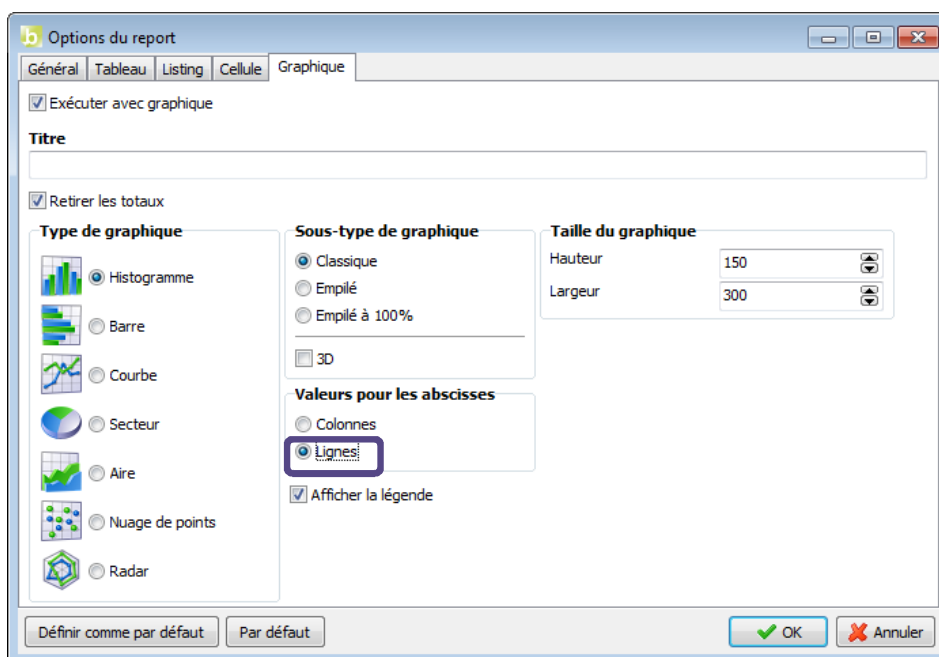 Options du report
Général Tableau Listing Cellule Graphique
Exécuter avec graphique
Titre
Retirer les totaux
Type de graphique
Histogramme
Barre
Courbe
Secteur
Aire
Nuage de points
Radar
Sous-type de graphique
Classique
Empilé
Empilé à 100%
3D
Valeurs pour les abscisses
Colonnes
Lignes
Afficher la légende
Taille du graphique
Hauteur 150
Largeur 300
Définir comme par défaut Par défaut OK Annuler